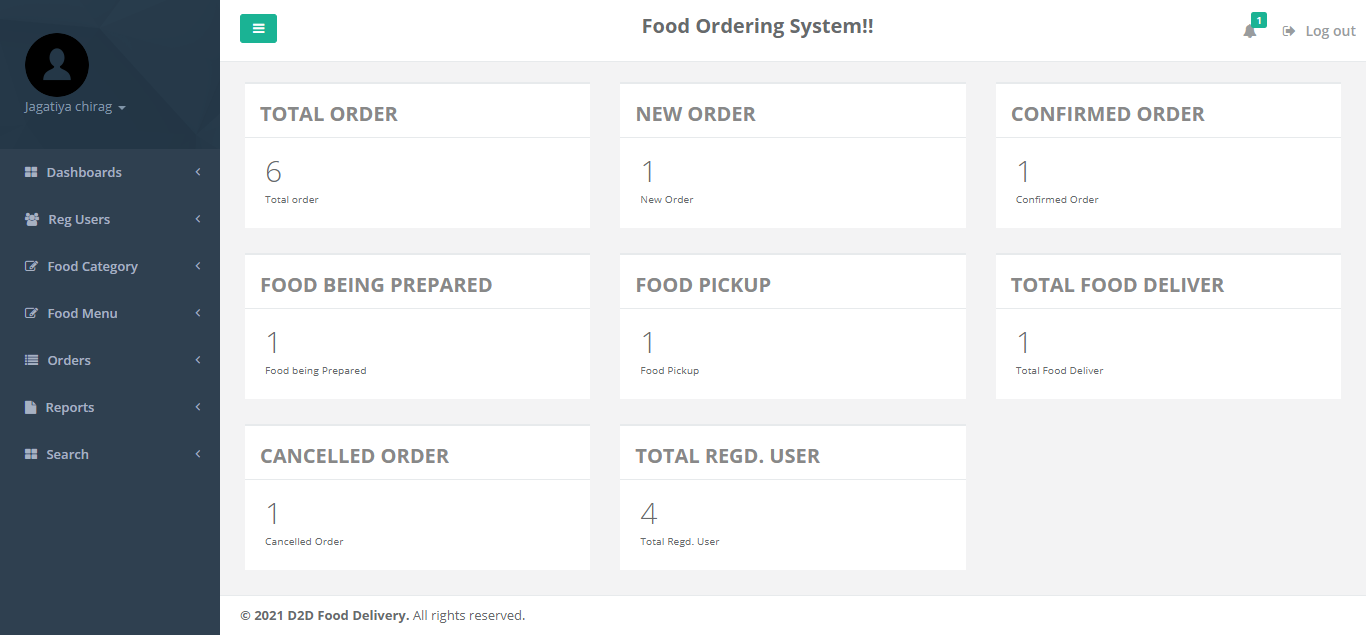 Food Ordering System!!
1
Log out
Jagatiya chirag
Dashboards
Reg Users
Food Category
Food Menu
Orders
Reports
Search
TOTAL ORDER
6
Total order
NEW ORDER
1
New Order
CONFIRMED ORDER
1
Confirmed Order
FOOD BEING PREPARED
1
Food being Prepared
FOOD PICKUP
1
Food Pickup
TOTAL FOOD DELIVER
1
Total Food Deliver
CANCELLED ORDER
1
Cancelled Order
TOTAL REGD. USER
4
Total Regd. User
© 2021 D2D Food Delivery. All rights reserved.